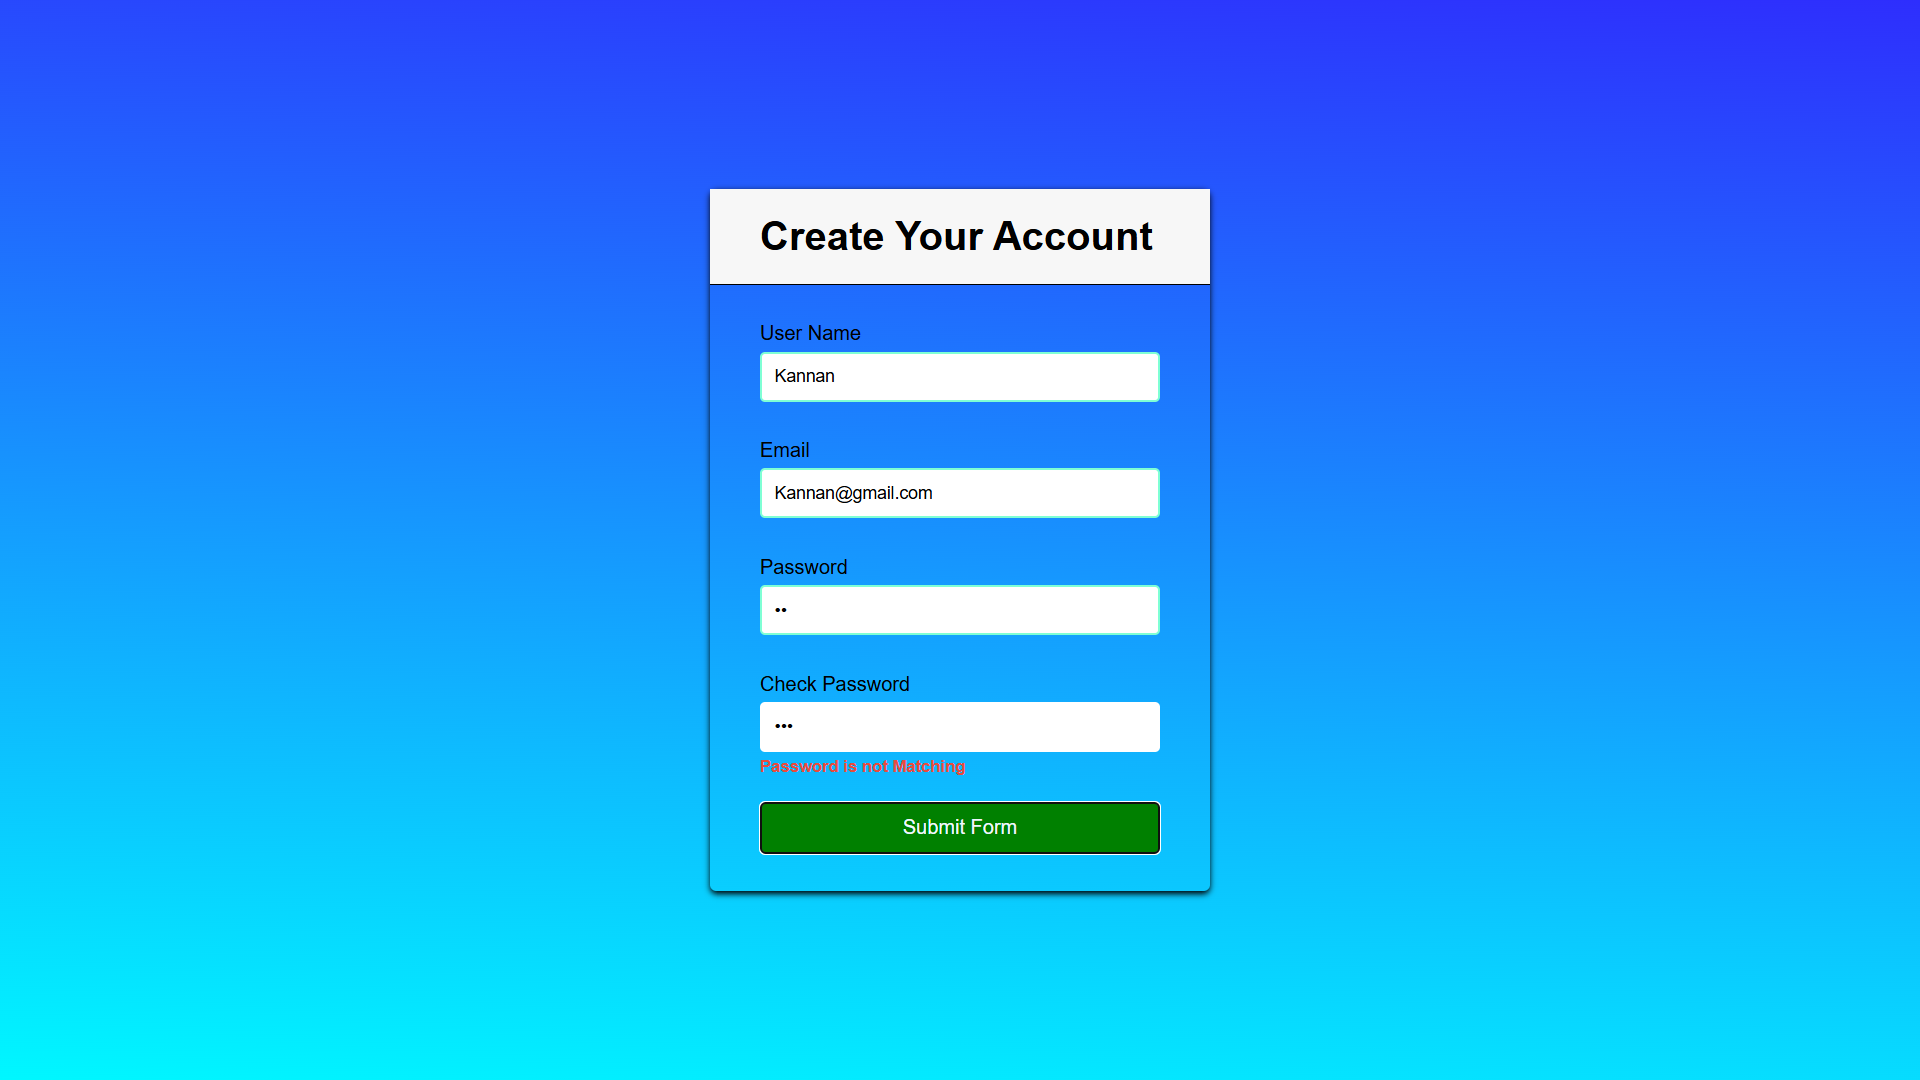 Create Your Account
User Name
Kannan
Email
Kannan@gmail.com
Password
••
Check Password
•••
Password is not Matching
Submit Form